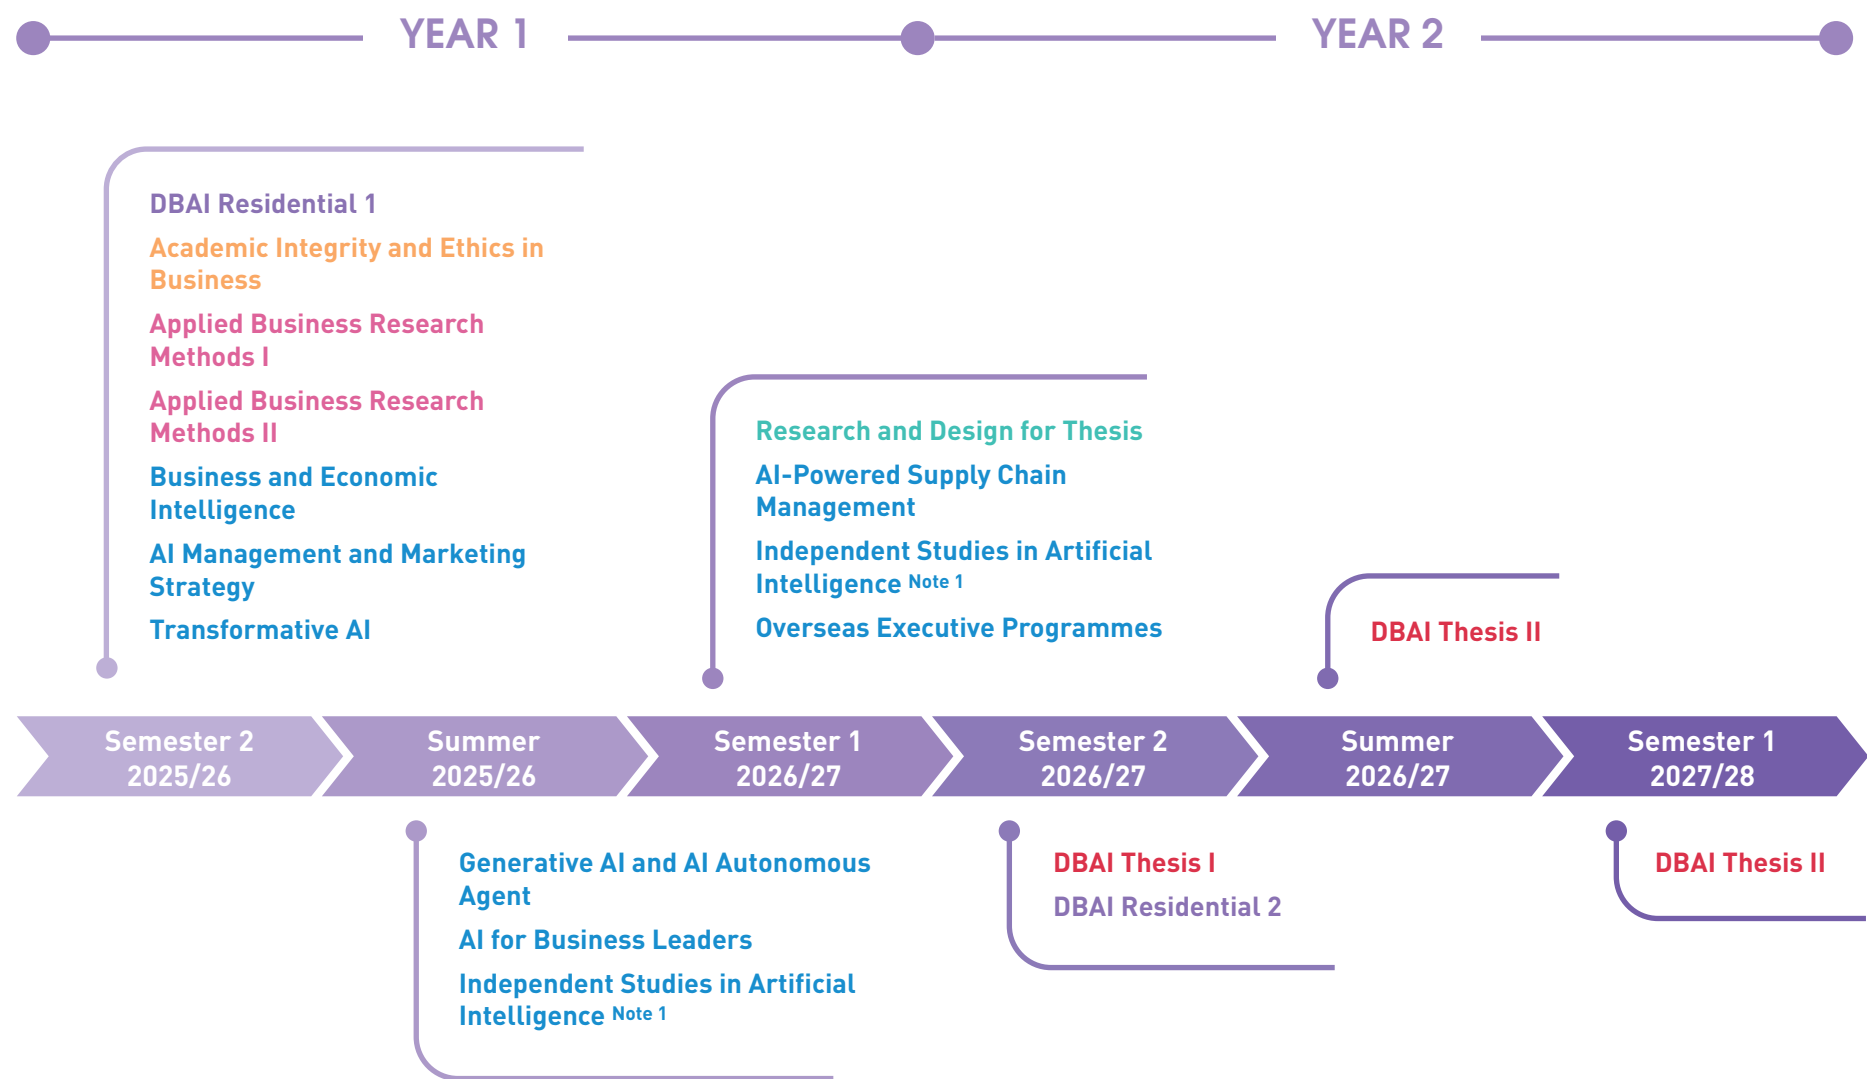 YEAR 1
YEAR 2
DBAI Residential 1
Academic Integrity and Ethics in
Business
Applied Business Research
Methods I
Applied Business Research
Methods II
Business and Economic
Intelligence
AI Management and Marketing
Strategy
Transformative AI
Research and Design for Thesis
AI-Powered Supply Chain
Management
Independent Studies in Artificial
Intelligence Note 1
Overseas Executive Programmes
DBAI Thesis II
Semester 2
2025/26
Summer
2025/26
Semester 1
2026/27
Semester 2
2026/27
Summer
2026/27
Semester 1
2027/28
Generative AI and AI Autonomous
Agent
AI for Business Leaders
Independent Studies in Artificial
Intelligence Note 1
DBAI Thesis I
DBAI Residential 2
DBAI Thesis II